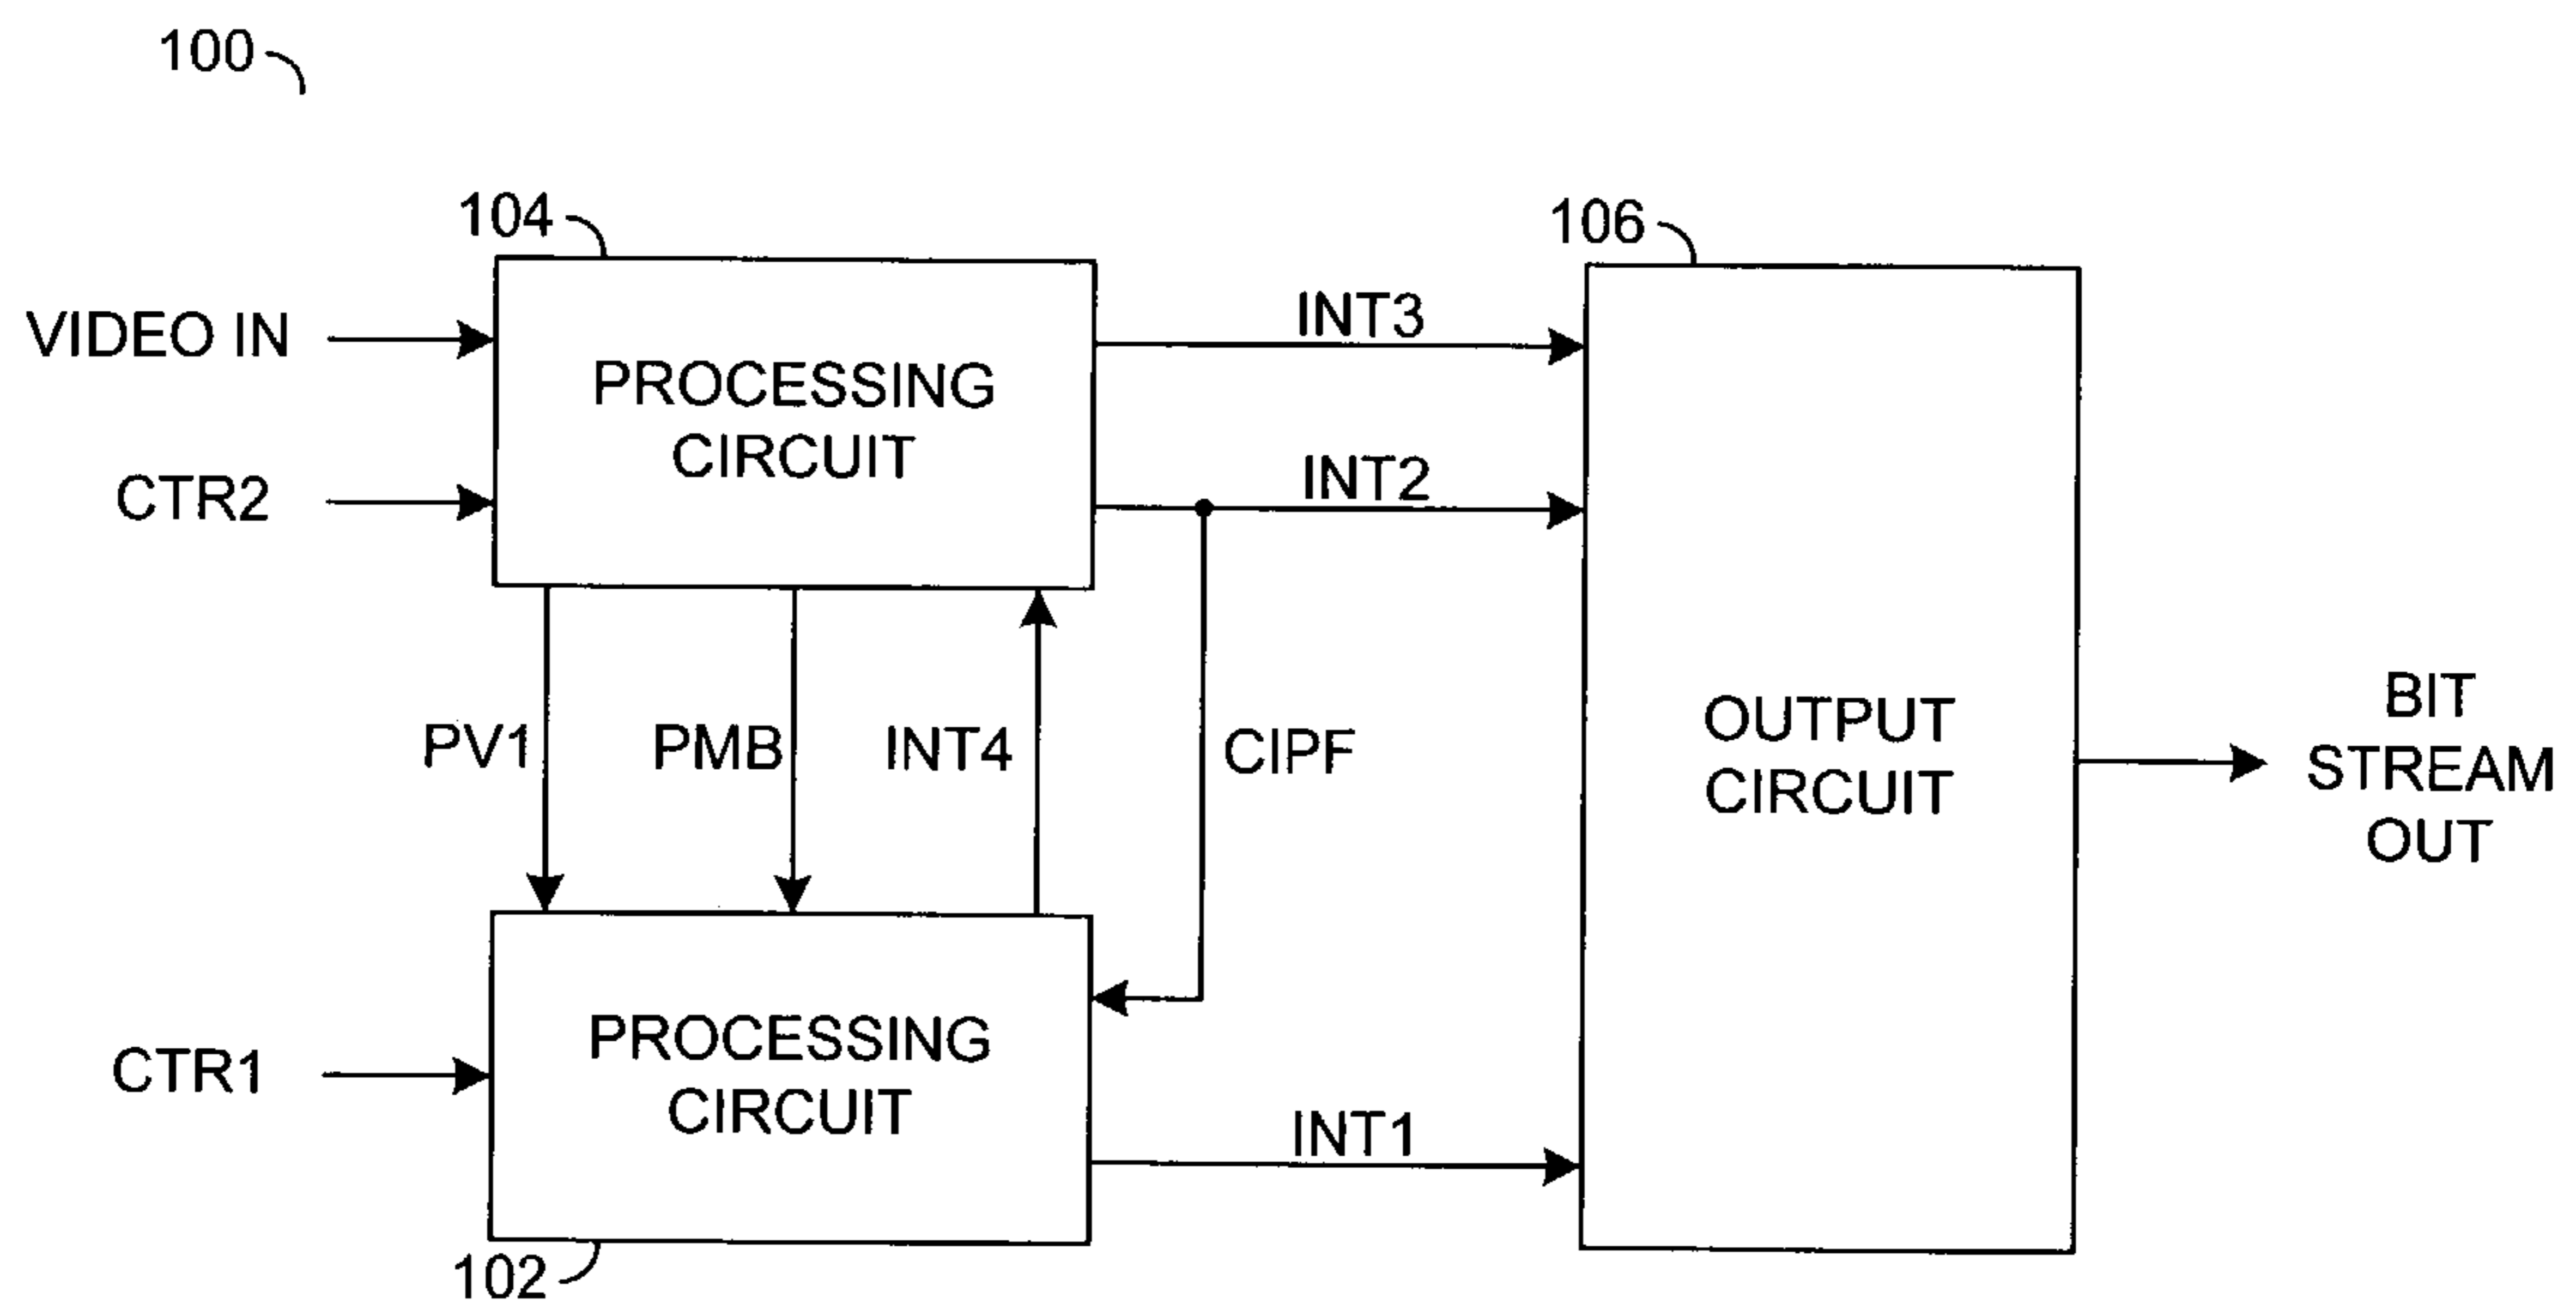 100
104
106
VIDEO IN
CTR2
PROCESSING
CIRCUIT
INT3
INT2
PV1
PMB
INT4
CIPF
OUTPUT
CIRCUIT
BIT
STREAM
OUT
CTR1
PROCESSING
CIRCUIT
INT1
102